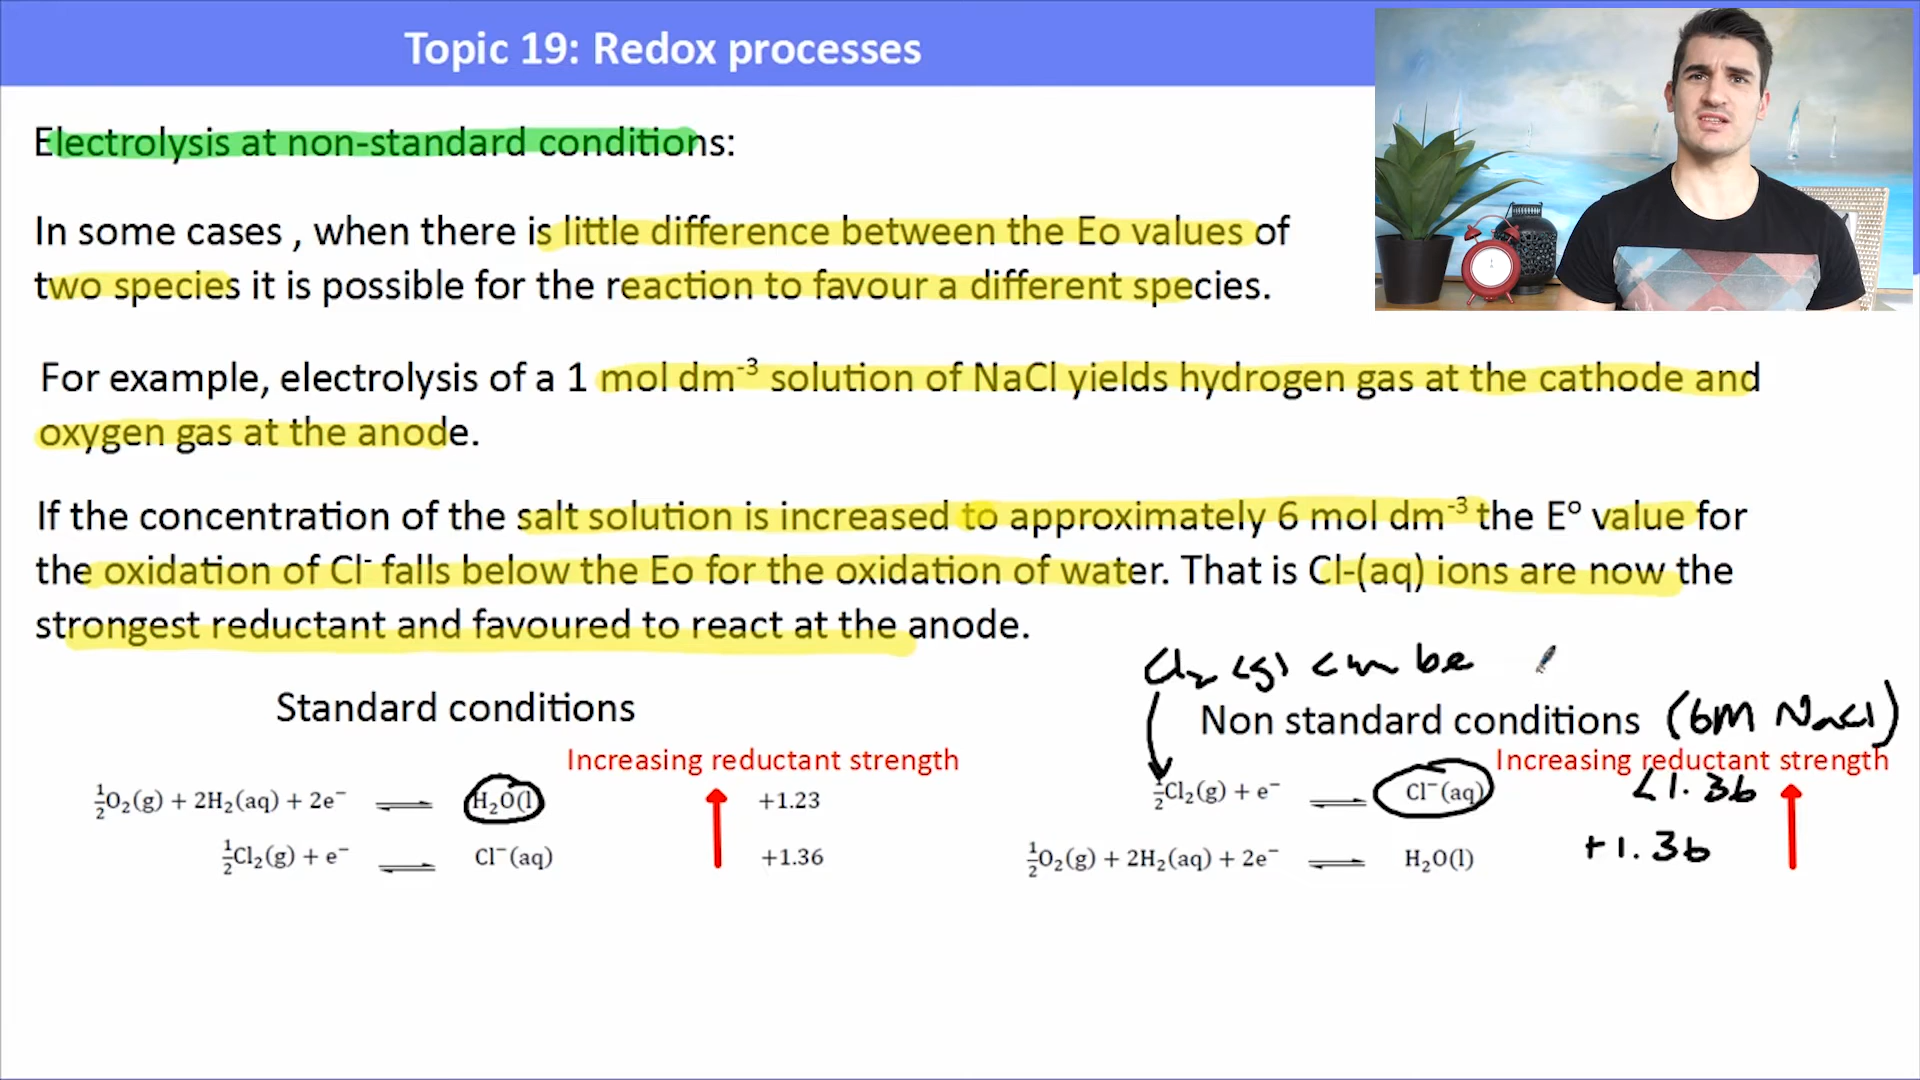 Topic 19: Redox processes
Electrolysis at non-standard conditions:
In some cases , when there is little difference between the Eo values of
two species it is possible for the reaction to favour a different species.
For example, electrolysis of a 1 mol dm⁻³ solution of NaCl yields hydrogen gas at the cathode and
oxygen gas at the anode.
If the concentration of the salt solution is increased to approximately 6 mol dm⁻³ the Eº value for
the oxidation of Cl⁻ falls below the Eo for the oxidation of water. That is Cl-(aq) ions are now the
strongest reductant and favoured to react at the anode.
Cl₂ (g) can be
Standard conditions
Non standard conditions (6M NaCl)
Increasing reductant strength
½O₂(g) + 2H₂(aq) + 2e⁻ ⇌ H₂O(l) +1.23
½Cl₂(g) + e⁻ ⇌ Cl⁻(aq) +1.36
Increasing reductant strength
½Cl₂(g) + e⁻ ⇌ Cl⁻(aq) <1.36
½O₂(g) + 2H₂(aq) + 2e⁻ ⇌ H₂O(l) +1.36